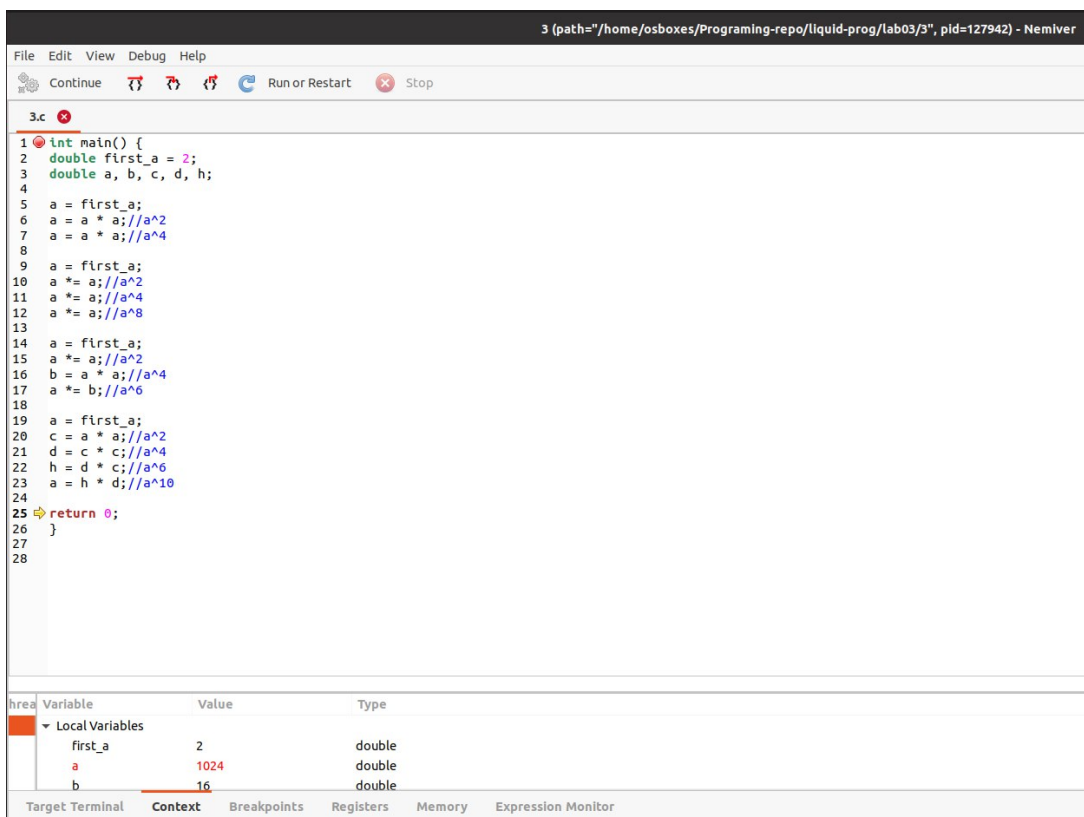 3 (path="/home/osboxes/Programing-repo/liquid-prog/lab03/3", pid=127942) - Nemiver
File Edit View Debug Help
Continue Run or Restart Stop
3.c
1 int main() {
2 double first_a = 2;
3 double a, b, c, d, h;
4
5 a = first_a;
6 a = a * a;//a^2
7 a = a * a;//a^4
8
9 a = first_a;
10 a *= a;//a^2
11 a *= a;//a^4
12 a *= a;//a^8
13
14 a = first_a;
15 a *= a;//a^2
16 b = a * a;//a^4
17 a *= b;//a^6
18
19 a = first_a;
20 c = a * a;//a^2
21 d = c * c;//a^4
22 h = d * c;//a^6
23 a = h * d;//a^10
24
25 return 0;
26 }
27
28
hrea Variable Value Type
Local Variables
first_a 2 double
a 1024 double
b 16 double
Target Terminal Context Breakpoints Registers Memory Expression Monitor